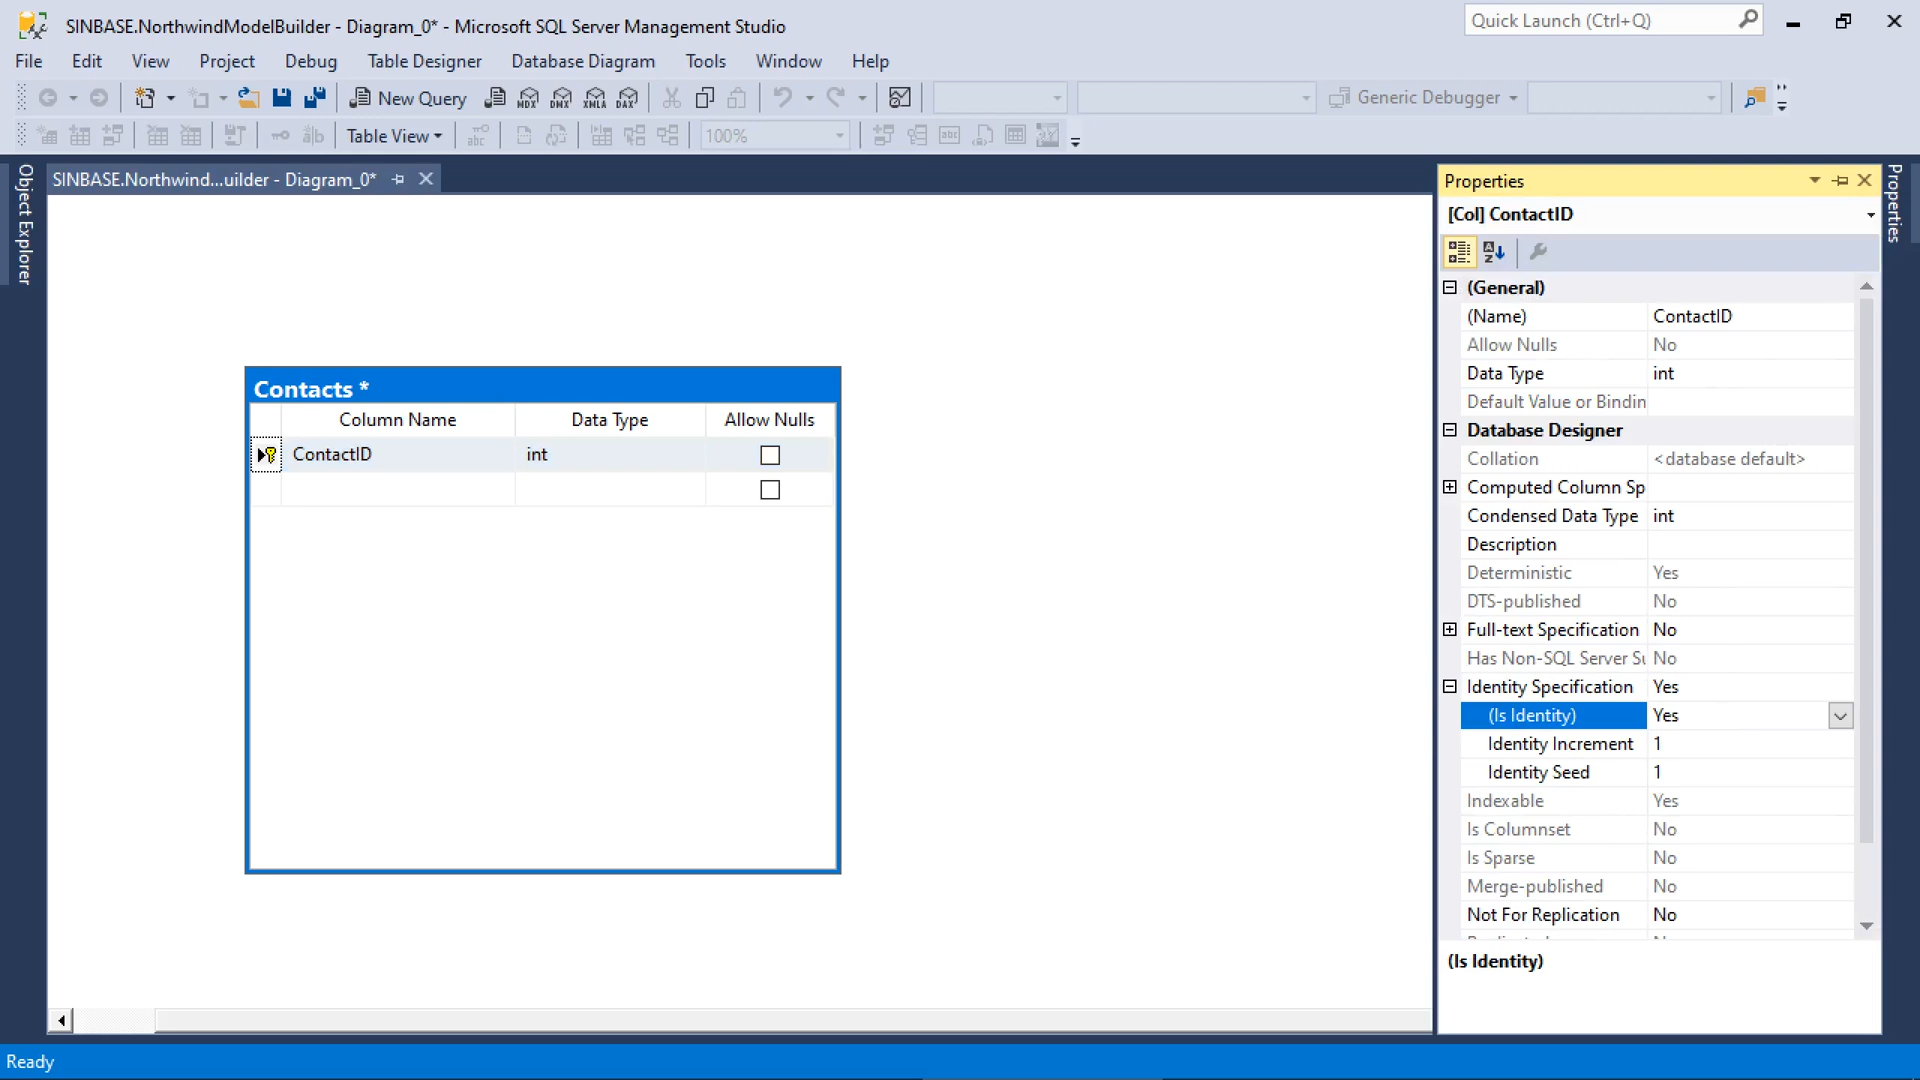 SINBASE.NorthwindModelBuilder - Diagram_0* - Microsoft SQL Server Management Studio
Quick Launch (Ctrl+Q)
File Edit View Project Debug Table Designer Database Diagram Tools Window Help
New Query MDX DMX XMLA DAX Generic Debugger
Table View 100%
Object Explorer
SINBASE.Northwind...uilder - Diagram_0*
Contacts *
Column Name Data Type Allow Nulls
ContactID int
Properties
[Col] ContactID
(General)
(Name) ContactID
Allow Nulls No
Data Type int
Default Value or Bindin
Database Designer
Collation <database default>
Computed Column Sp
Condensed Data Type int
Description
Deterministic Yes
DTS-published No
Full-text Specification No
Has Non-SQL Server Su No
Identity Specification Yes
(Is Identity) Yes
Identity Increment 1
Identity Seed 1
Indexable Yes
Is Columnset No
Is Sparse No
Merge-published No
Not For Replication No
(Is Identity)
Properties
Ready